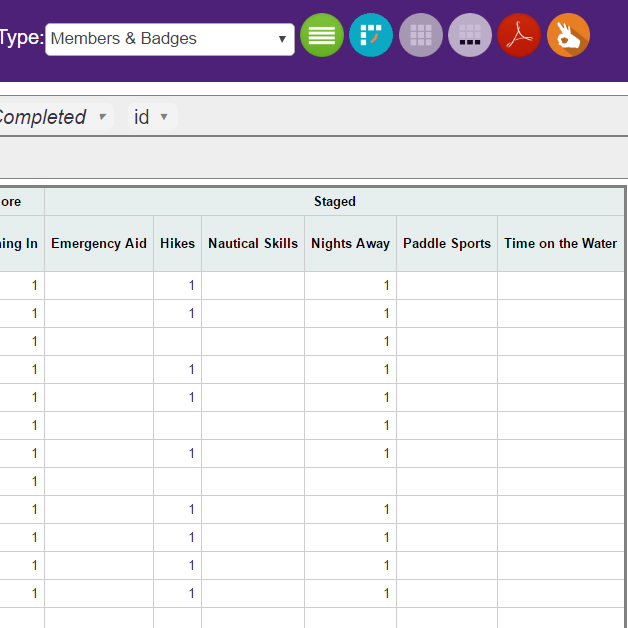 Type: Members & Badges
Completed id
ore Staged
ning In Emergency Aid Hikes Nautical Skills Nights Away Paddle Sports Time on the Water
1 1 1
1 1 1
1 1
1 1 1
1 1 1
1 1
1 1 1
1
1 1 1
1 1 1
1 1 1
1 1 1